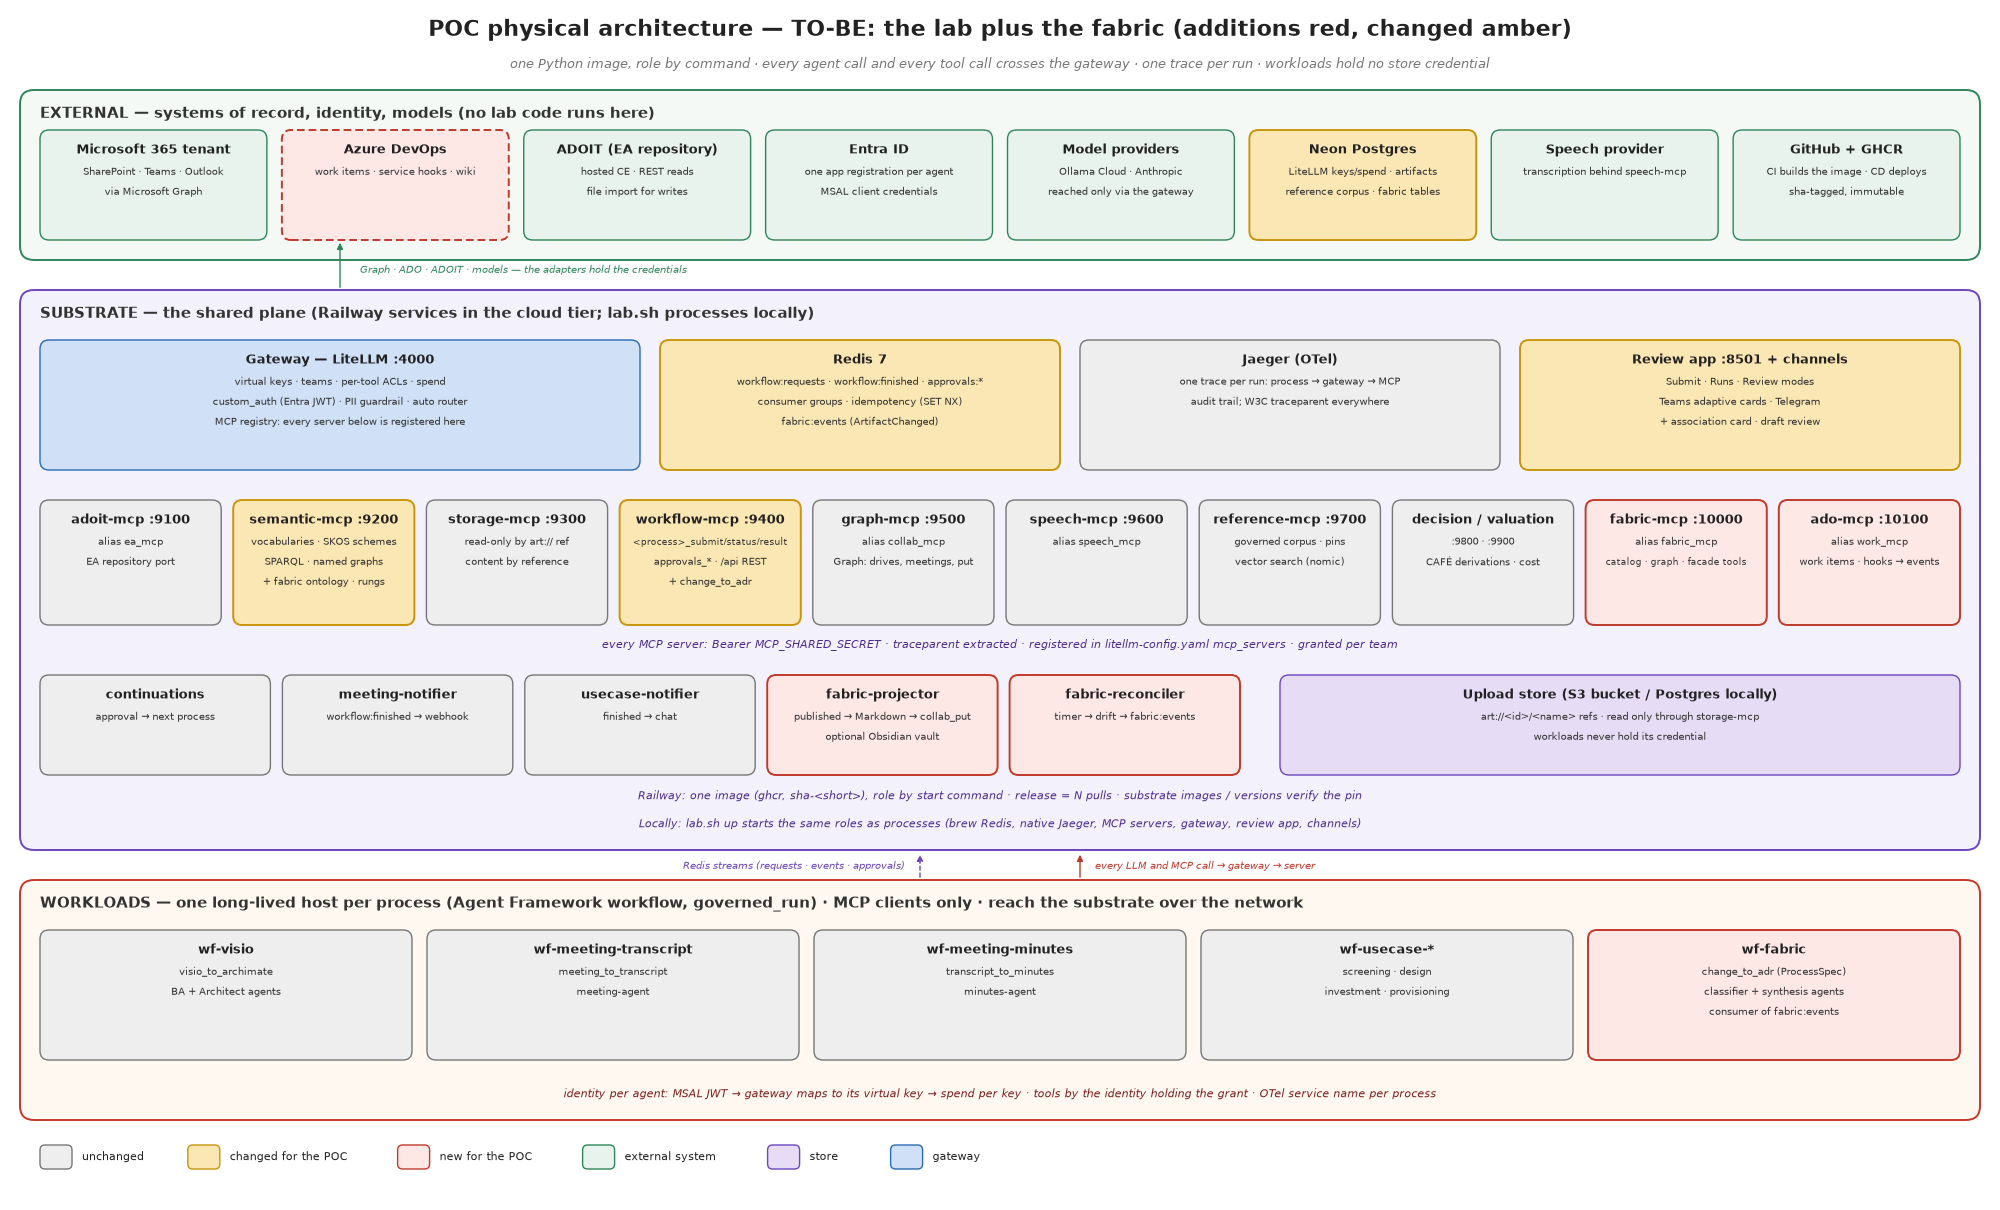 POC physical architecture — TO-BE: the lab plus the fabric (additions red, changed amber)
one Python image, role by command · every agent call and every tool call crosses the gateway · one trace per run · workloads hold no store credential
EXTERNAL — systems of record, identity, models (no lab code runs here)
Microsoft 365 tenant
SharePoint · Teams · Outlook
via Microsoft Graph
Azure DevOps
work items · service hooks · wiki
ADOIT (EA repository)
hosted CE · REST reads
file import for writes
Entra ID
one app registration per agent
MSAL client credentials
Model providers
Ollama Cloud · Anthropic
reached only via the gateway
Neon Postgres
LiteLLM keys/spend · artifacts
reference corpus · fabric tables
Speech provider
transcription behind speech-mcp
GitHub + GHCR
CI builds the image · CD deploys
sha-tagged, immutable
Graph · ADO · ADOIT · models — the adapters hold the credentials
SUBSTRATE — the shared plane (Railway services in the cloud tier; lab.sh processes locally)
Gateway — LiteLLM :4000
virtual keys · teams · per-tool ACLs · spend
custom_auth (Entra JWT) · PII guardrail · auto router
MCP registry: every server below is registered here
Redis 7
workflow:requests · workflow:finished · approvals:*
consumer groups · idempotency (SET NX)
fabric:events (ArtifactChanged)
Jaeger (OTel)
one trace per run: process → gateway → MCP
audit trail; W3C traceparent everywhere
Review app :8501 + channels
Submit · Runs · Review modes
Teams adaptive cards · Telegram
+ association card · draft review
adoit-mcp :9100
alias ea_mcp
EA repository port
semantic-mcp :9200
vocabularies · SKOS schemes
SPARQL · named graphs
+ fabric ontology · rungs
storage-mcp :9300
read-only by art:// ref
content by reference
workflow-mcp :9400
<process>_submit/status/result
approvals_* · /api REST
+ change_to_adr
graph-mcp :9500
alias collab_mcp
Graph: drives, meetings, put
speech-mcp :9600
alias speech_mcp
reference-mcp :9700
governed corpus · pins
vector search (nomic)
decision / valuation
:9800 · :9900
CAFÉ derivations · cost
fabric-mcp :10000
alias fabric_mcp
catalog · graph · facade tools
ado-mcp :10100
alias work_mcp
work items · hooks → events
every MCP server: Bearer MCP_SHARED_SECRET · traceparent extracted · registered in litellm-config.yaml mcp_servers · granted per team
continuations
approval → next process
meeting-notifier
workflow:finished → webhook
usecase-notifier
finished → chat
fabric-projector
published → Markdown → collab_put
optional Obsidian vault
fabric-reconciler
timer → drift → fabric:events
Upload store (S3 bucket / Postgres locally)
art://<id>/<name> refs · read only through storage-mcp
workloads never hold its credential
Railway: one image (ghcr, sha-<short>), role by start command · release = N pulls · substrate images / versions verify the pin
Locally: lab.sh up starts the same roles as processes (brew Redis, native Jaeger, MCP servers, gateway, review app, channels)
Redis streams (requests · events · approvals)
every LLM and MCP call → gateway → server
WORKLOADS — one long-lived host per process (Agent Framework workflow, governed_run) · MCP clients only · reach the substrate over the network
wf-visio
visio_to_archimate
BA + Architect agents
wf-meeting-transcript
meeting_to_transcript
meeting-agent
wf-meeting-minutes
transcript_to_minutes
minutes-agent
wf-usecase-*
screening · design
investment · provisioning
wf-fabric
change_to_adr (ProcessSpec)
classifier + synthesis agents
consumer of fabric:events
identity per agent: MSAL JWT → gateway maps to its virtual key → spend per key · tools by the identity holding the grant · OTel service name per process
unchanged
changed for the POC
new for the POC
external system
store
gateway